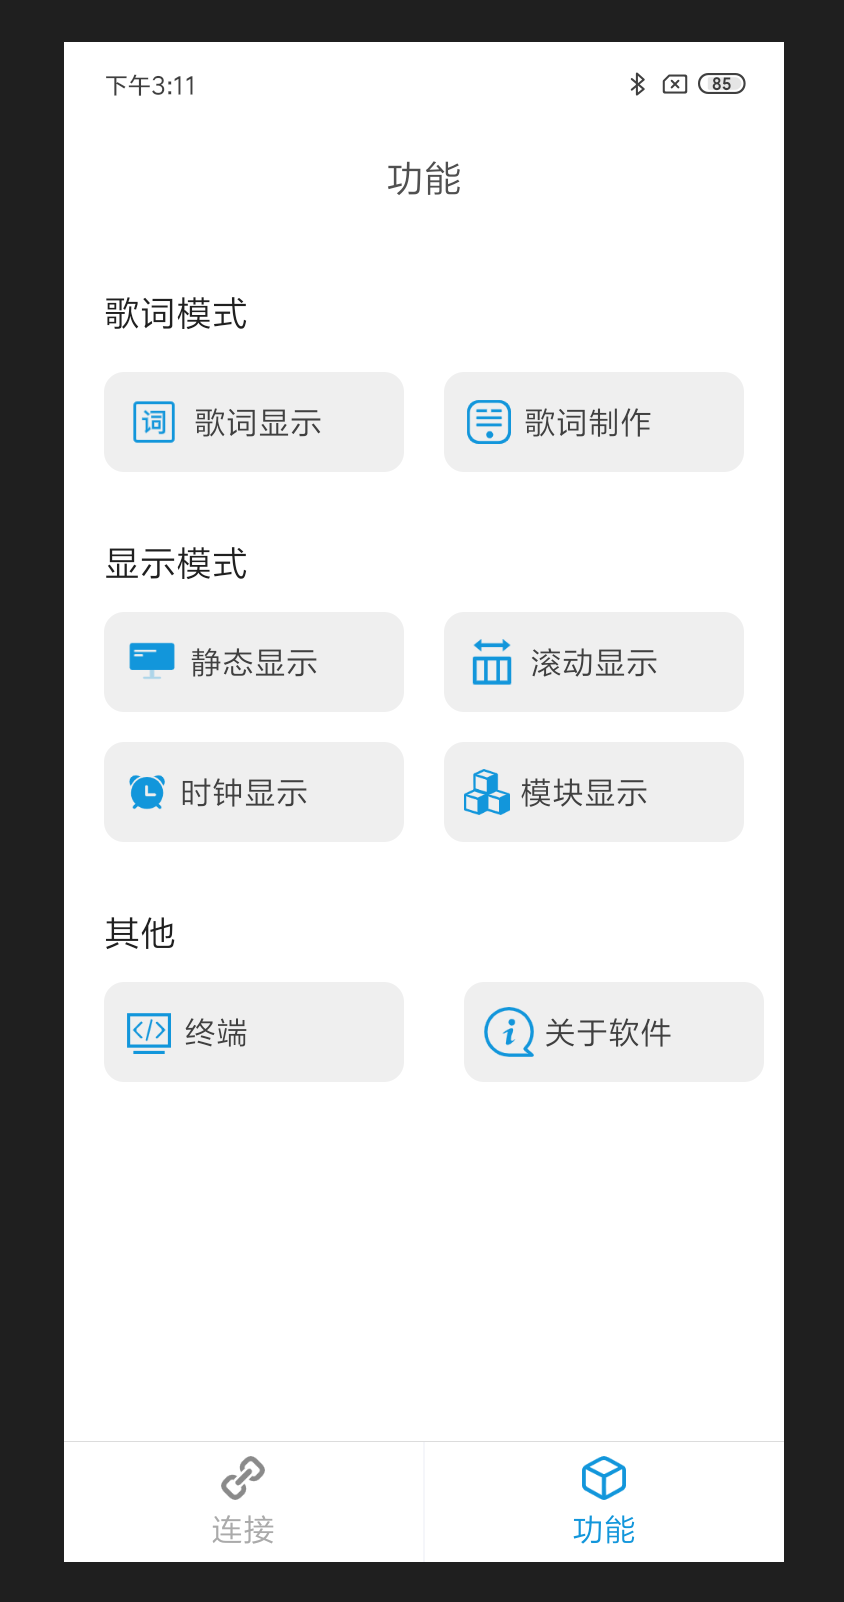 下午3:11
85
功能
歌词模式
词 歌词显示
歌词制作
显示模式
静态显示
滚动显示
时钟显示
模块显示
其他
</> 终端
i 关于软件
连接
功能